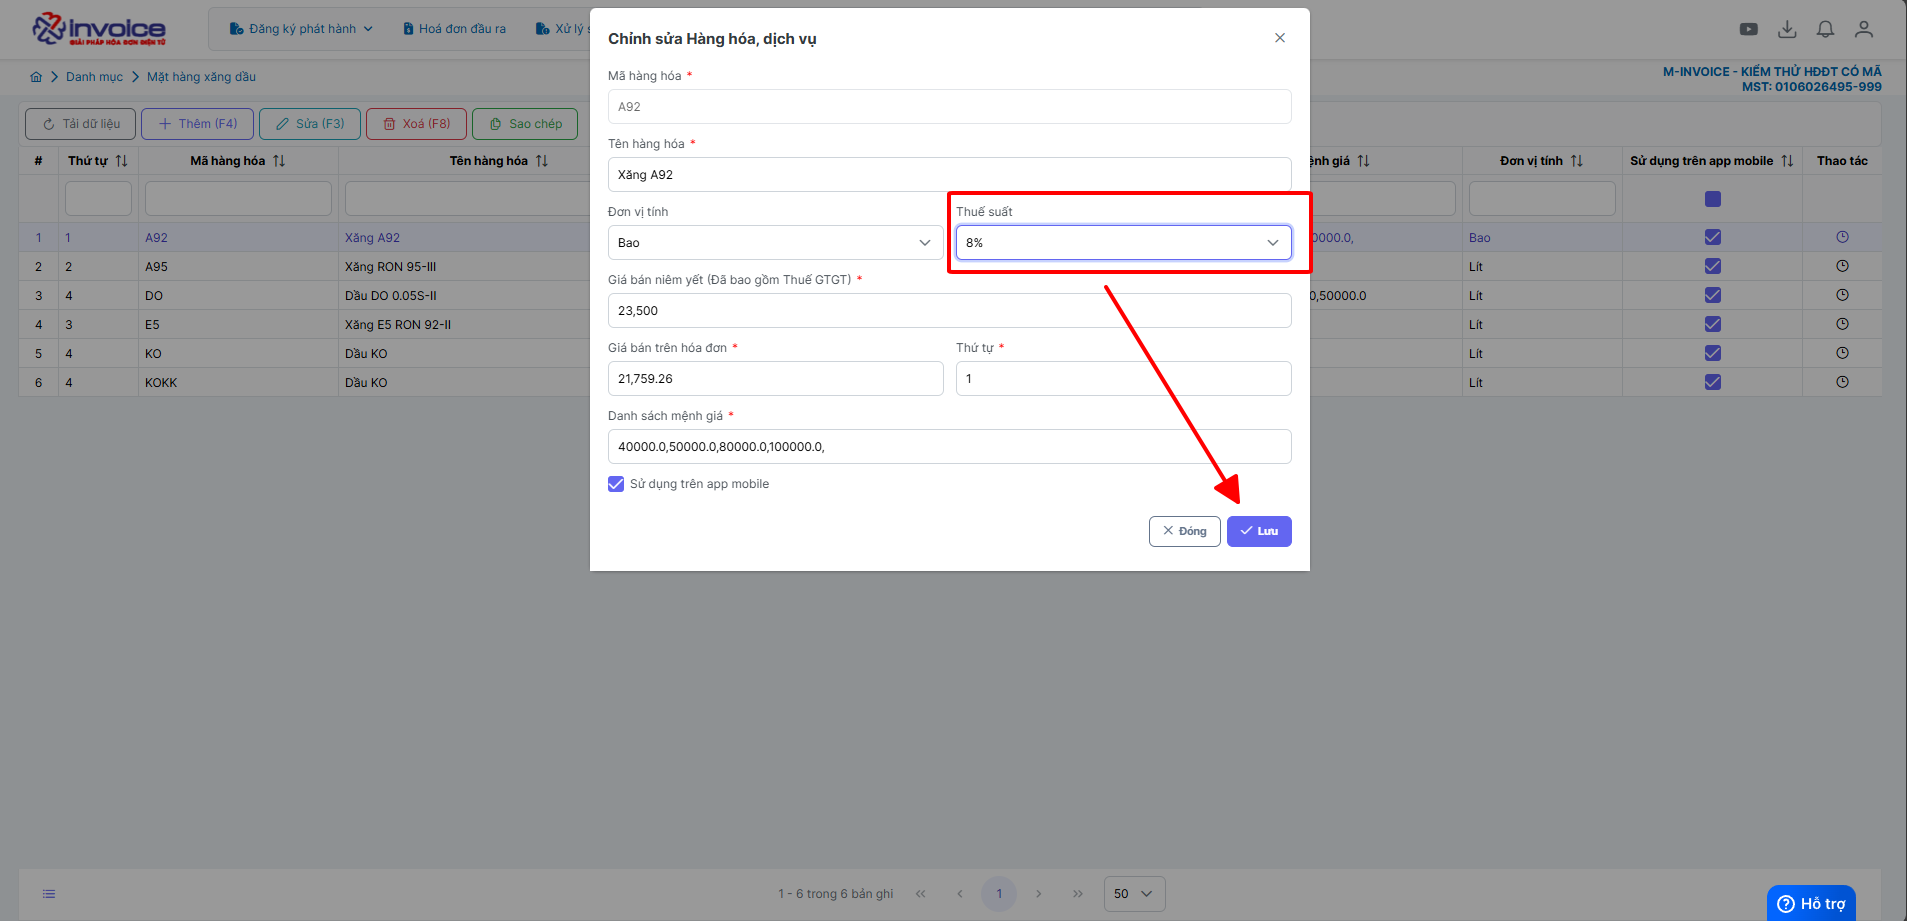 invoice
GIẢI PHÁP HÓA ĐƠN ĐIỆN TỬ
Đăng ký phát hành
Hoá đơn đầu ra
Xử lý s
Danh mục
Mặt hàng xăng dầu
M-INVOICE - KIỂM THỬ HĐĐT CÓ MÃ
MST: 0106026495-999
Tải dữ liệu
Thêm (F4)
Sửa (F3)
Xoá (F8)
Sao chép
# Thứ tự Mã hàng hóa Tên hàng hóa ệnh giá Đơn vị tính Sử dụng trên app mobile Thao tác
1 1 A92 Xăng A92 0000.0, Bao
2 2 A95 Xăng RON 95-III Lít
3 4 DO Dầu DO 0.05S-II 0,50000.0 Lít
4 3 E5 Xăng E5 RON 92-II Lít
5 4 KO Dầu KO Lít
6 4 KOKK Dầu KO Lít
Chỉnh sửa Hàng hóa, dịch vụ
Mã hàng hóa *
A92
Tên hàng hóa *
Xăng A92
Đơn vị tính
Bao
Thuế suất
8%
Giá bán niêm yết (Đã bao gồm Thuế GTGT) *
23,500
Giá bán trên hóa đơn *
21,759.26
Thứ tự *
1
Danh sách mệnh giá *
40000.0,50000.0,80000.0,100000.0,
Sử dụng trên app mobile
Đóng
Lưu
1 - 6 trong 6 bản ghi
1
50
Hỗ trợ